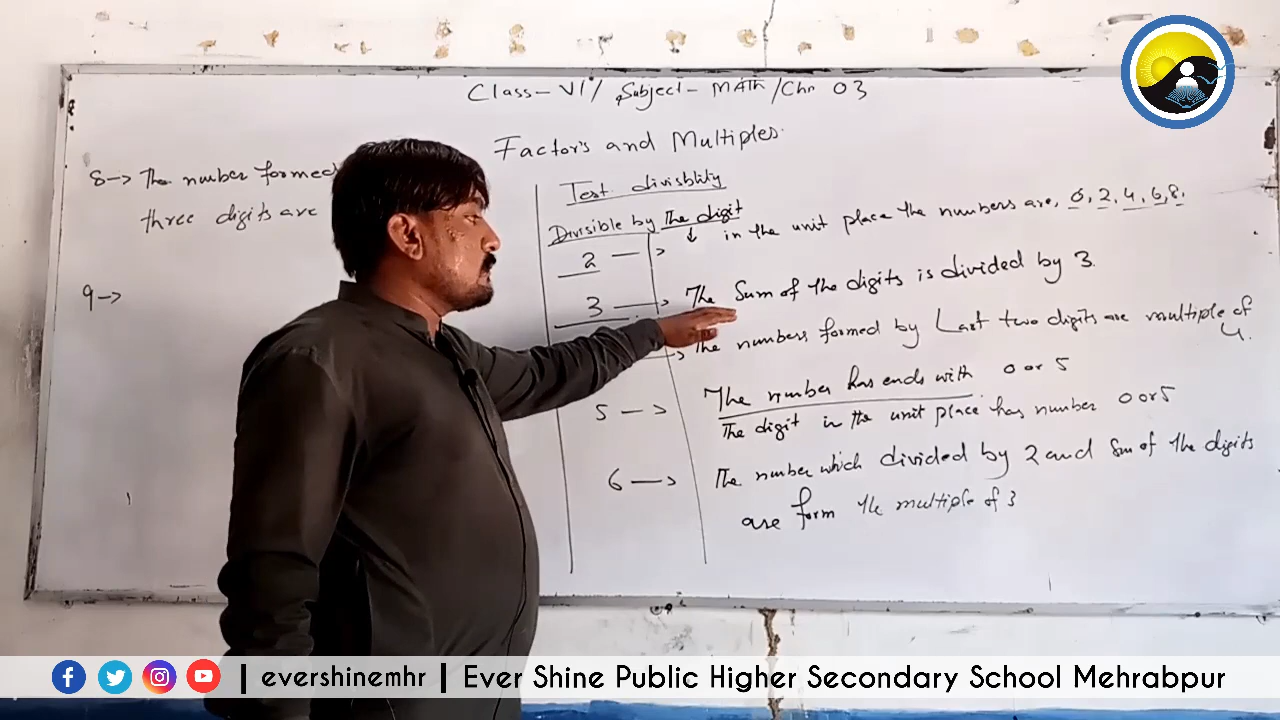 Class-VI/ Subject- MATH /Chr 03
Factors and Multiples.
8-> The number formed
three digits are
9->
Test divisblity
Divisible by The digit
2 -> in the unit place the numbers are, 0, 2, 4, 6, 8.
3 -> The Sum of the digits is divided by 3.
The numbers formed by Last two digits are multiple of 4.
5 -> The number has ends with 0 or 5
The digit in the unit place has number 0 or 5
6 -> The number which divided by 2 and Sum of the digits
are form the multiple of 3
| evershinemhr | Ever Shine Public Higher Secondary School Mehrabpur